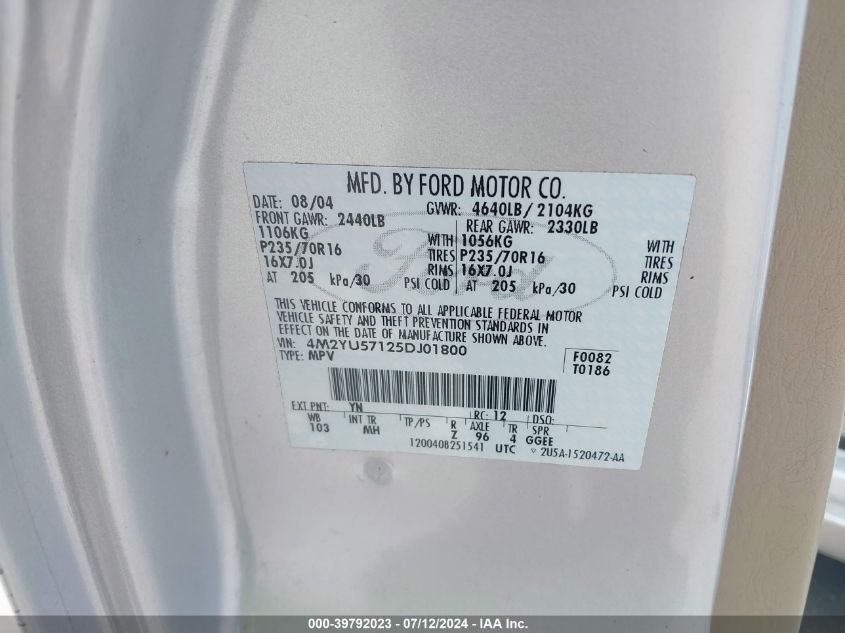 MFD. BY FORD MOTOR CO.
DATE: 08/04 GVWR: 4640LB/ 2104KG
FRONT GAWR: 2440LB REAR GAWR: 2330LB
1106KG WITH 1056KG WITH
P235/70R16 TIRES P235/70R16 TIRES
16X7.0J RIMS 16X7.0J RIMS
AT 205 kPa/30 PSI COLD AT 205 kPa/30 PSI COLD
Ford
THIS VEHICLE CONFORMS TO ALL APPLICABLE FEDERAL MOTOR
VEHICLE SAFETY AND THEFT PREVENTION STANDARDS IN
EFFECT ON THE DATE OF MANUFACTURE SHOWN ABOVE.
VIN: 4M2YU57125DJ01800 F0082
TYPE: MPV T0186
EXT PNT: YN RC: 12 DSO:
WB INT TR TP/PS R AXLE TR SPR
103 MH Z 96 4 GGEE
1200408251541 UTC 2U5A-1520472-AA
000-39792023 - 07/12/2024 - IAA Inc.